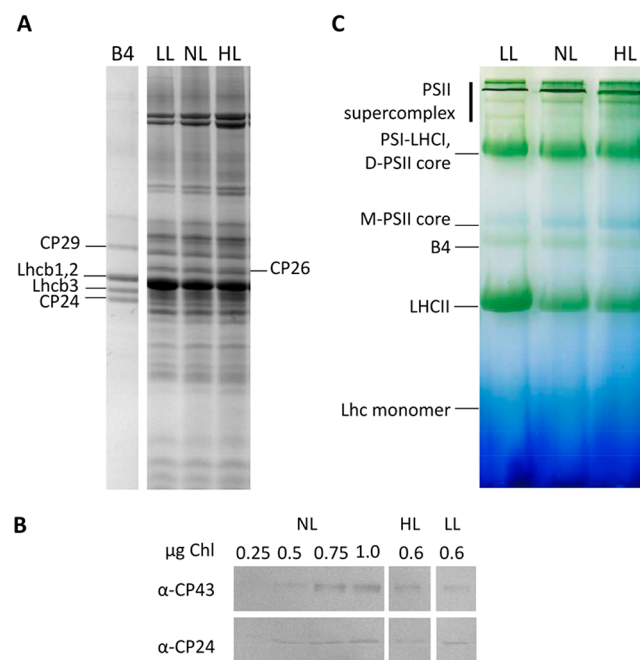 A
B4 LL NL HL
CP29
Lhcb1,2
Lhcb3
CP24
CP26
C
LL NL HL
PSII
supercomplex
PSI-LHCI,
D-PSII core
M-PSII core
B4
LHCII
Lhc monomer
B
NL HL LL
μg Chl 0.25 0.5 0.75 1.0 0.6 0.6
α-CP43
α-CP24